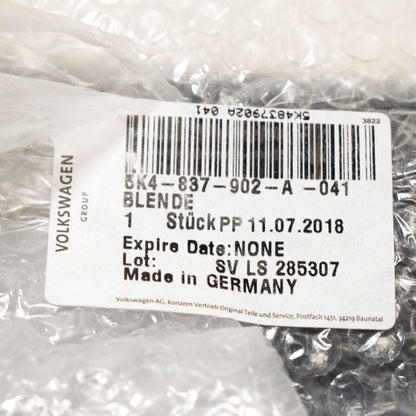 3822
5K4837902A 041
5K4-837-902-A -041
BLENDE
1 Stück PP 11.07.2018
Expire Date:NONE
Lot: SV LS 285307
Made in GERMANY
VOLKSWAGEN
GROUP
Volkswagen AG, Konzern Vertrieb Original Teile und Service, Postfach 1451, 34219 Baunatal